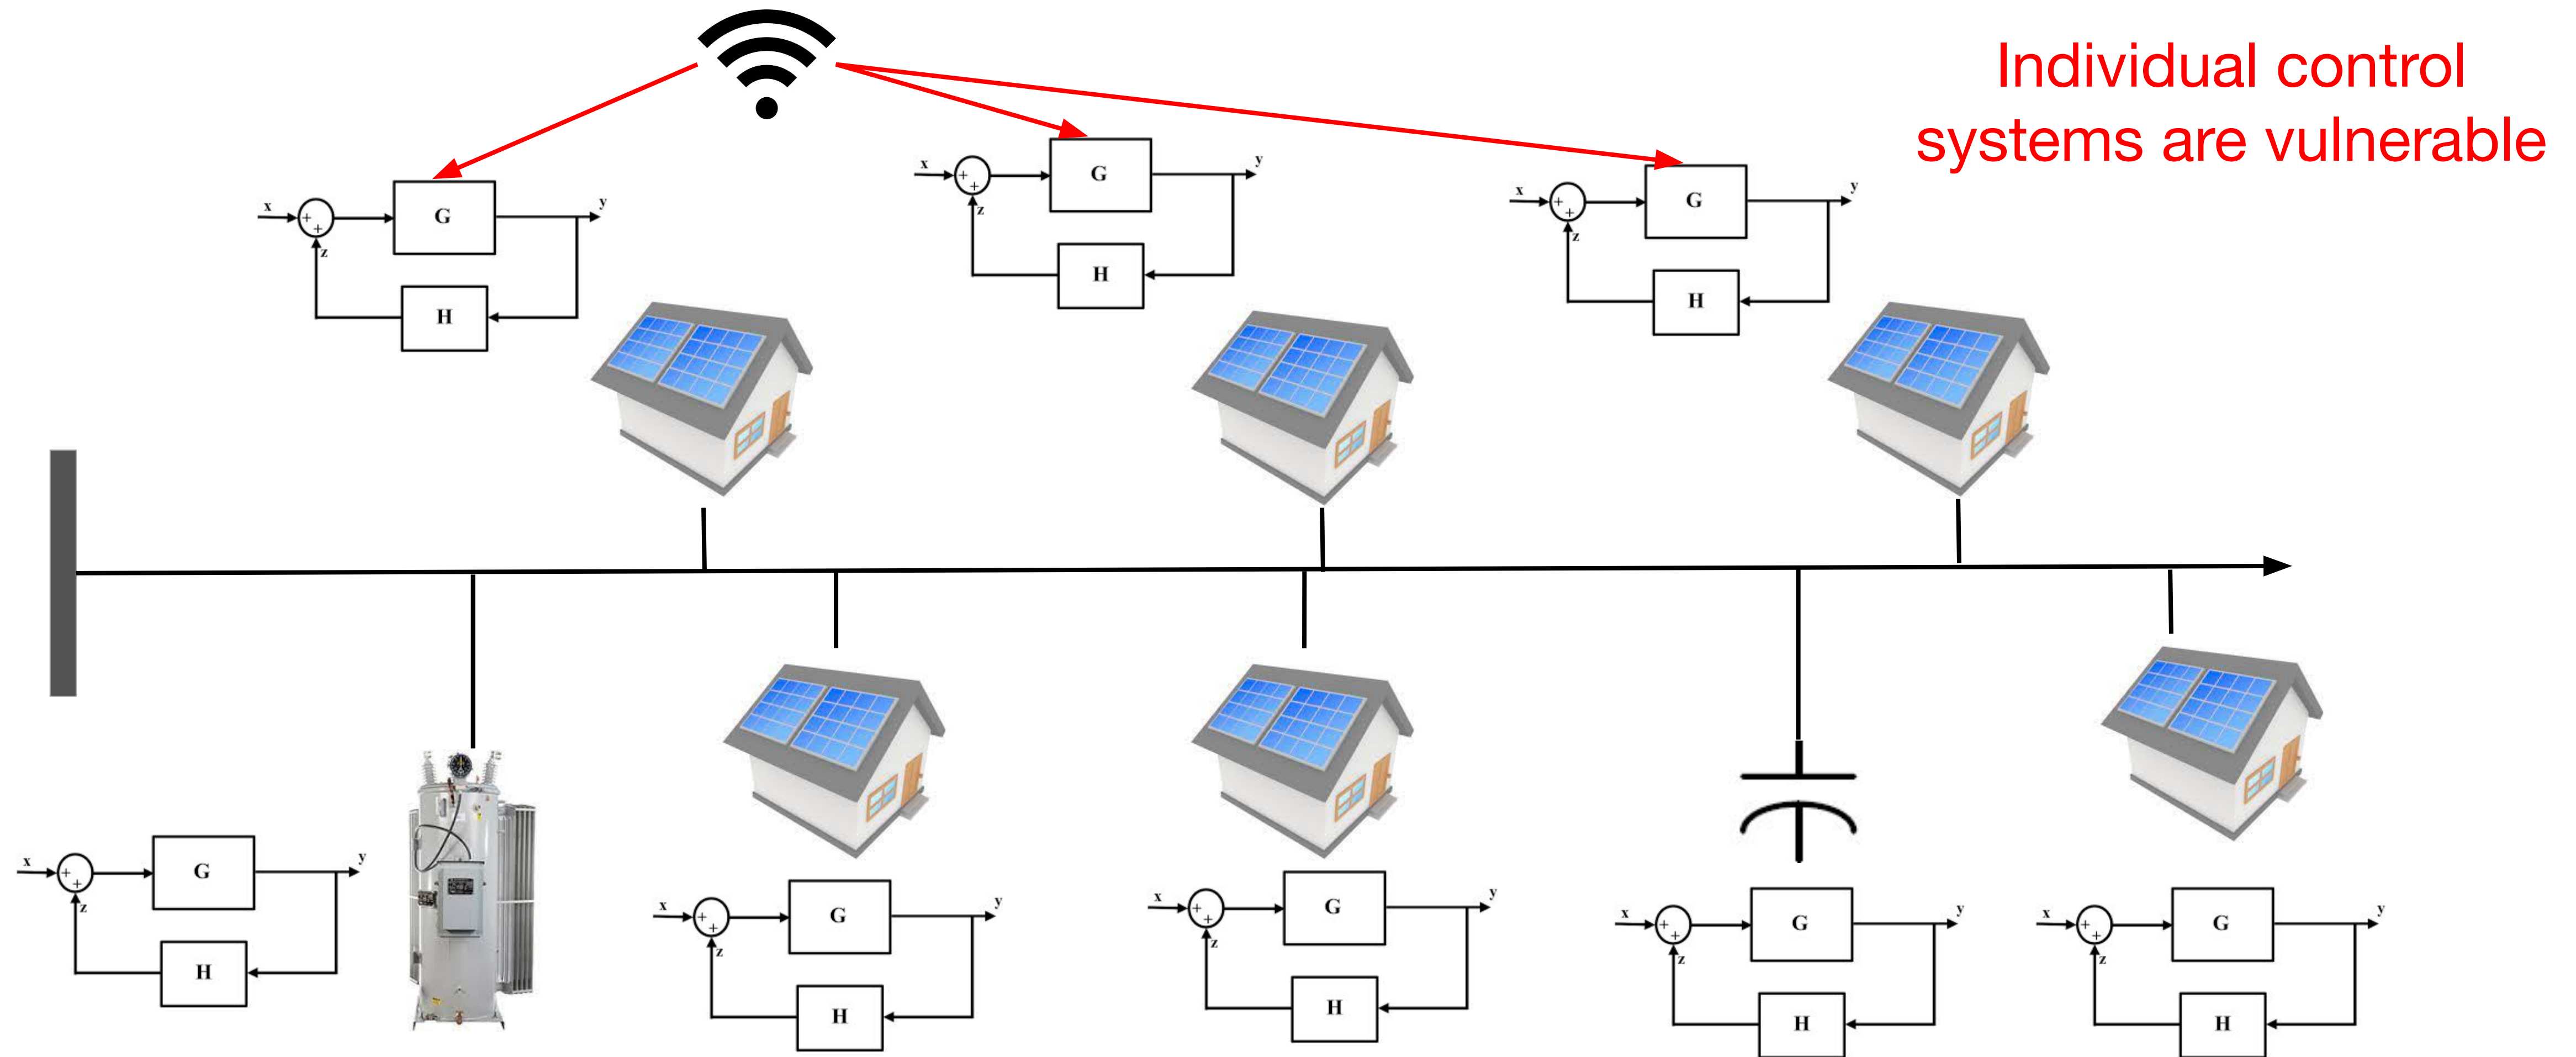 Individual control
systems are vulnerable
x
+
+
z
G
y
H
x
+
+
z
G
y
H
x
+
+
z
G
y
H
x
+
+
z
G
y
H
x
+
+
z
G
y
H
x
+
+
z
G
y
H
x
+
+
z
G
y
H
x
+
+
z
G
y
H